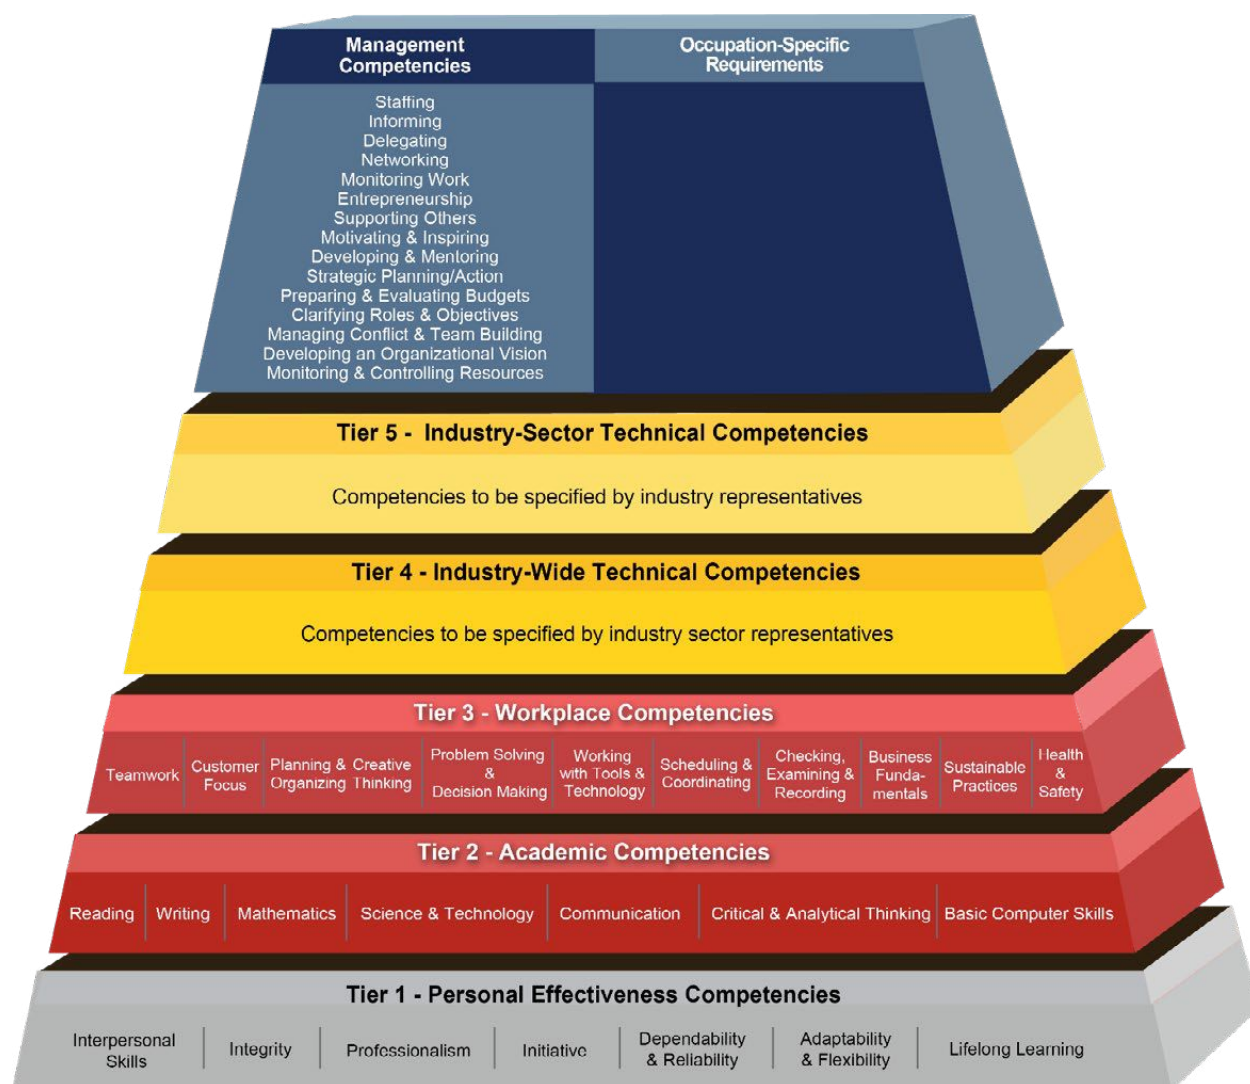 Management
Competencies
Occupation-Specific
Requirements
Staffing
Informing
Delegating
Networking
Monitoring Work
Entrepreneurship
Supporting Others
Motivating & Inspiring
Developing & Mentoring
Strategic Planning/Action
Preparing & Evaluating Budgets
Clarifying Roles & Objectives
Managing Conflict & Team Building
Developing an Organizational Vision
Monitoring & Controlling Resources
Tier 5 - Industry-Sector Technical Competencies
Competencies to be specified by industry representatives
Tier 4 - Industry-Wide Technical Competencies
Competencies to be specified by industry sector representatives
Tier 3 - Workplace Competencies
Teamwork
Customer
Focus
Planning &
Organizing
Creative
Thinking
Problem Solving
&
Decision Making
Working
with Tools &
Technology
Scheduling &
Coordinating
Checking,
Examining &
Recording
Business
Funda-
mentals
Sustainable
Practices
Health
&
Safety
Tier 2 - Academic Competencies
Reading
Writing
Mathematics
Science & Technology
Communication
Critical & Analytical Thinking
Basic Computer Skills
Tier 1 - Personal Effectiveness Competencies
Interpersonal
Skills
Integrity
Professionalism
Initiative
Dependability
& Reliability
Adaptability
& Flexibility
Lifelong Learning